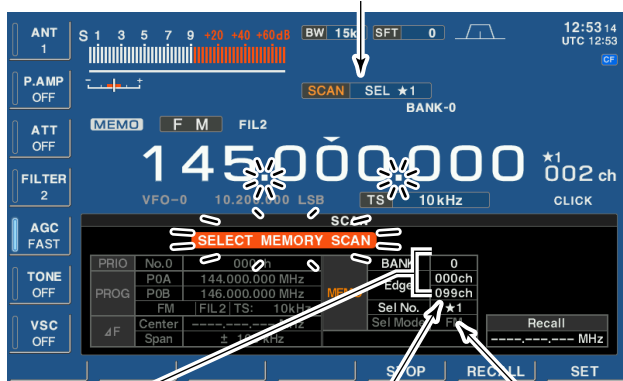 ANT
1
S 1 3 5 7 9 +20 +40 +60dB
BW 15k SFT 0
12:53 14
UTC 12:53
CF
P.AMP
OFF
SCAN SEL ★1
BANK-0
ATT
OFF
MEMO F M FIL2
145.000.000
★1
002 ch
FILTER
2
VFO-0 10.200.000 LSB
TS 10kHz
CLICK
AGC
FAST
SCAN
SELECT MEMORY SCAN
PRIO No.0 000ch
BANK 0
PROG P0A 144.000.000 MHz
P0B 146.000.000 MHz
FM FIL2 TS: 10kHz
MEMO
Edge 000ch
099ch
Sel No. ★1
Sel Mode FM
TONE
OFF
ΔF Center ----.---.--- MHz
Span ± kHz
Recall
----.---.--- MHz
VSC
OFF
STOP RECALL SET